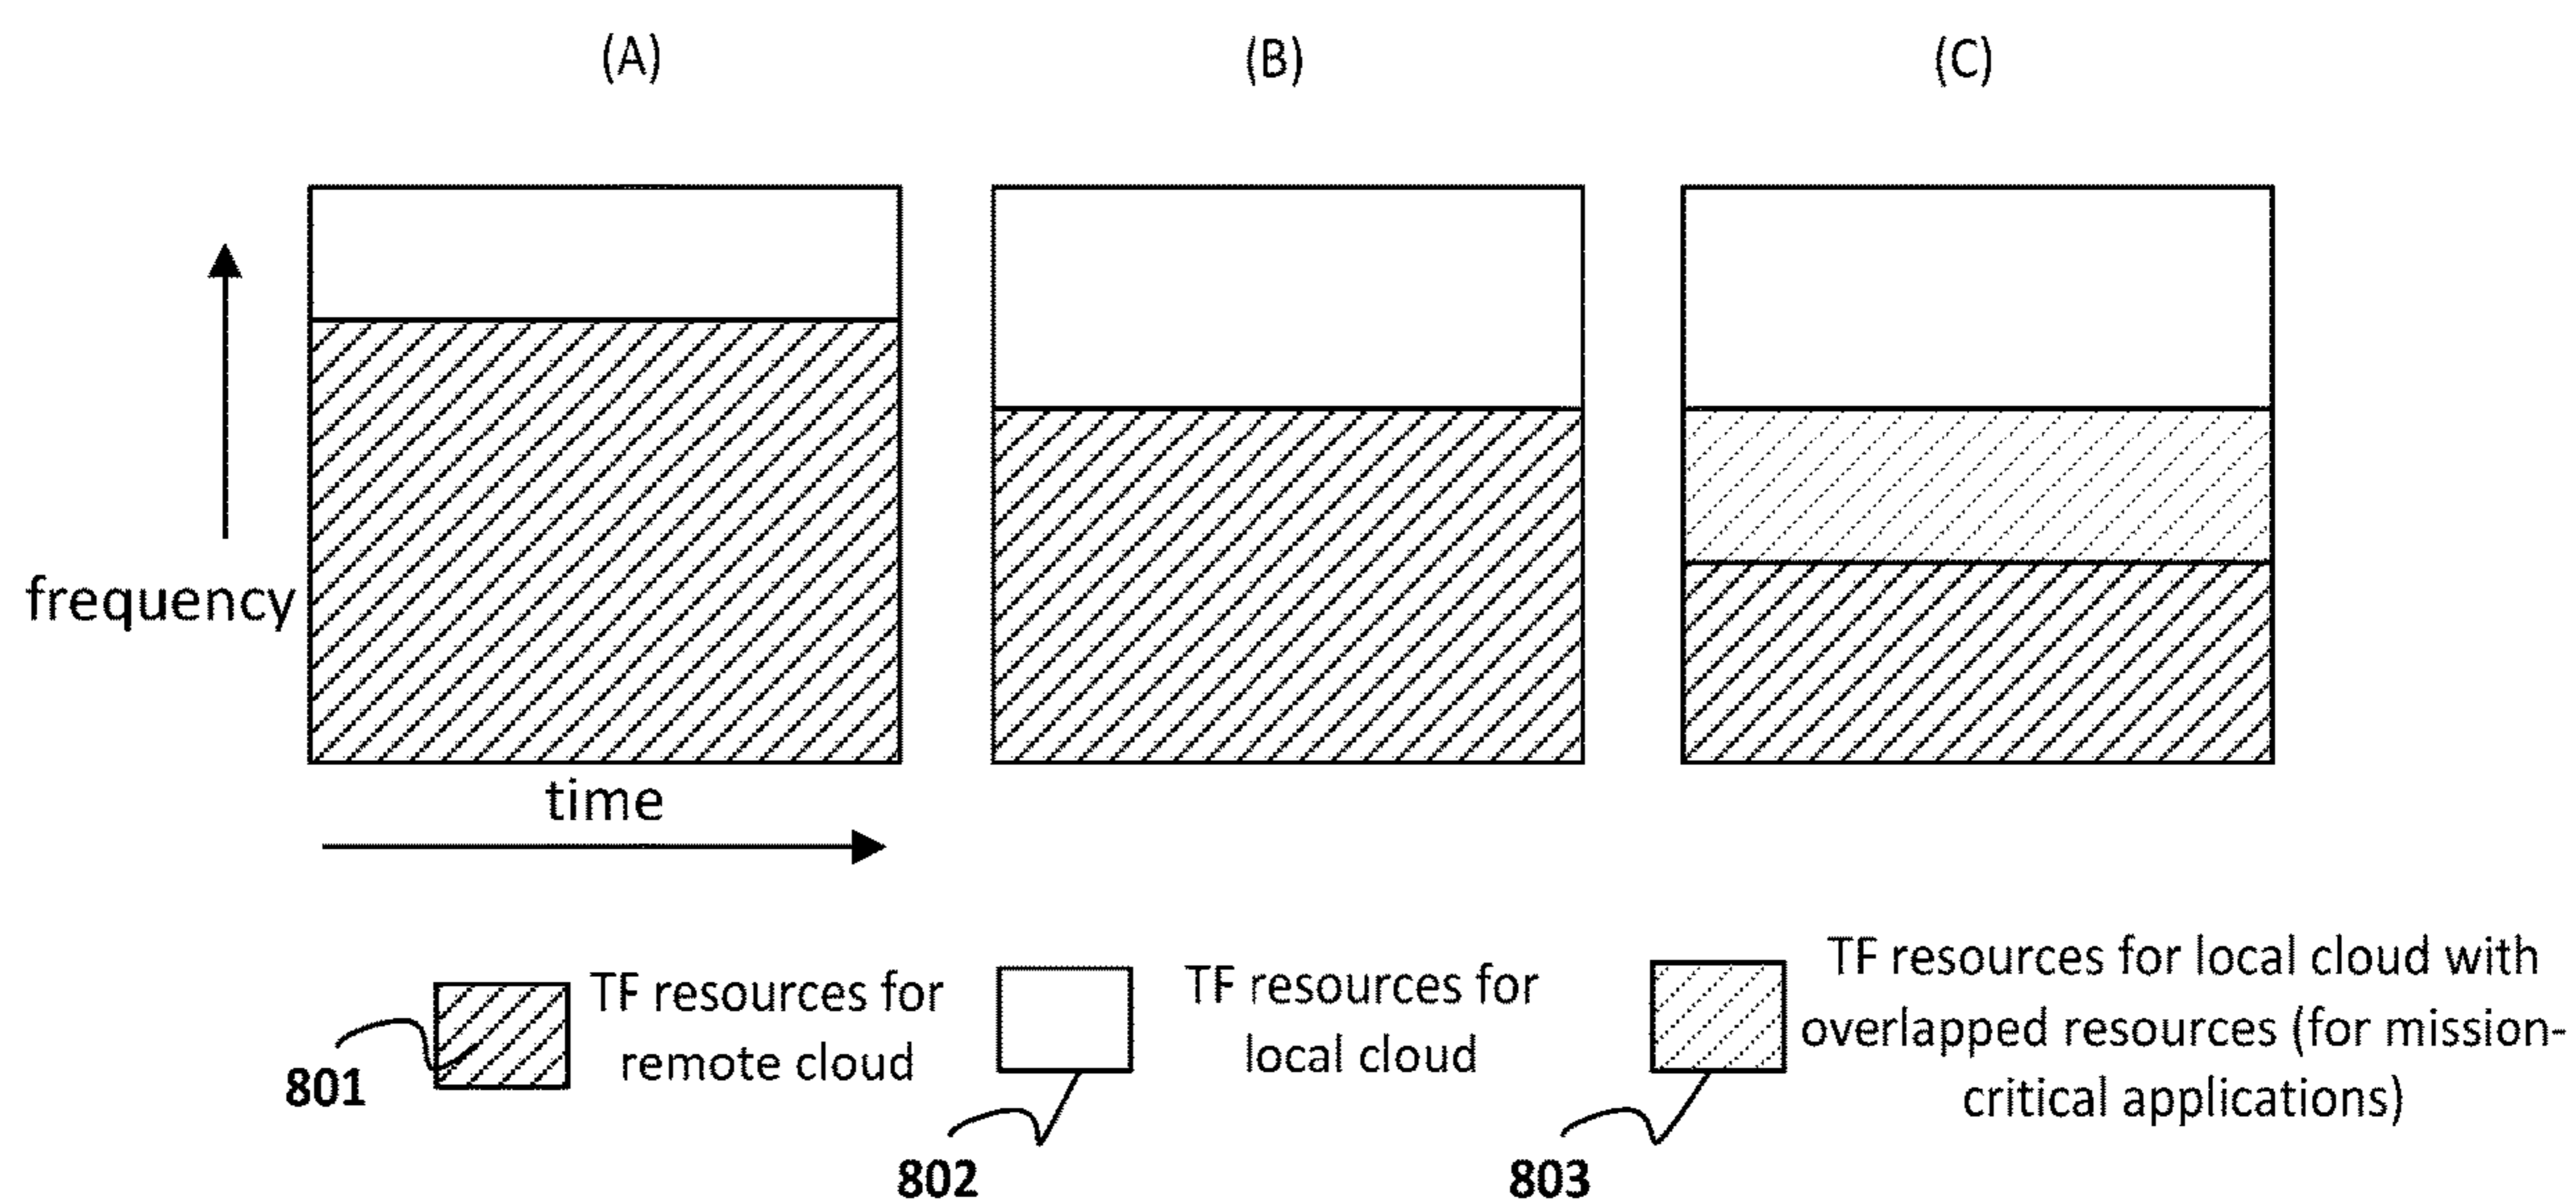 (A)
(B)
(C)
frequency
time
TF resources for
remote cloud
801
TF resources for
local cloud
802
TF resources for local cloud with
overlapped resources (for mission-
critical applications)
803